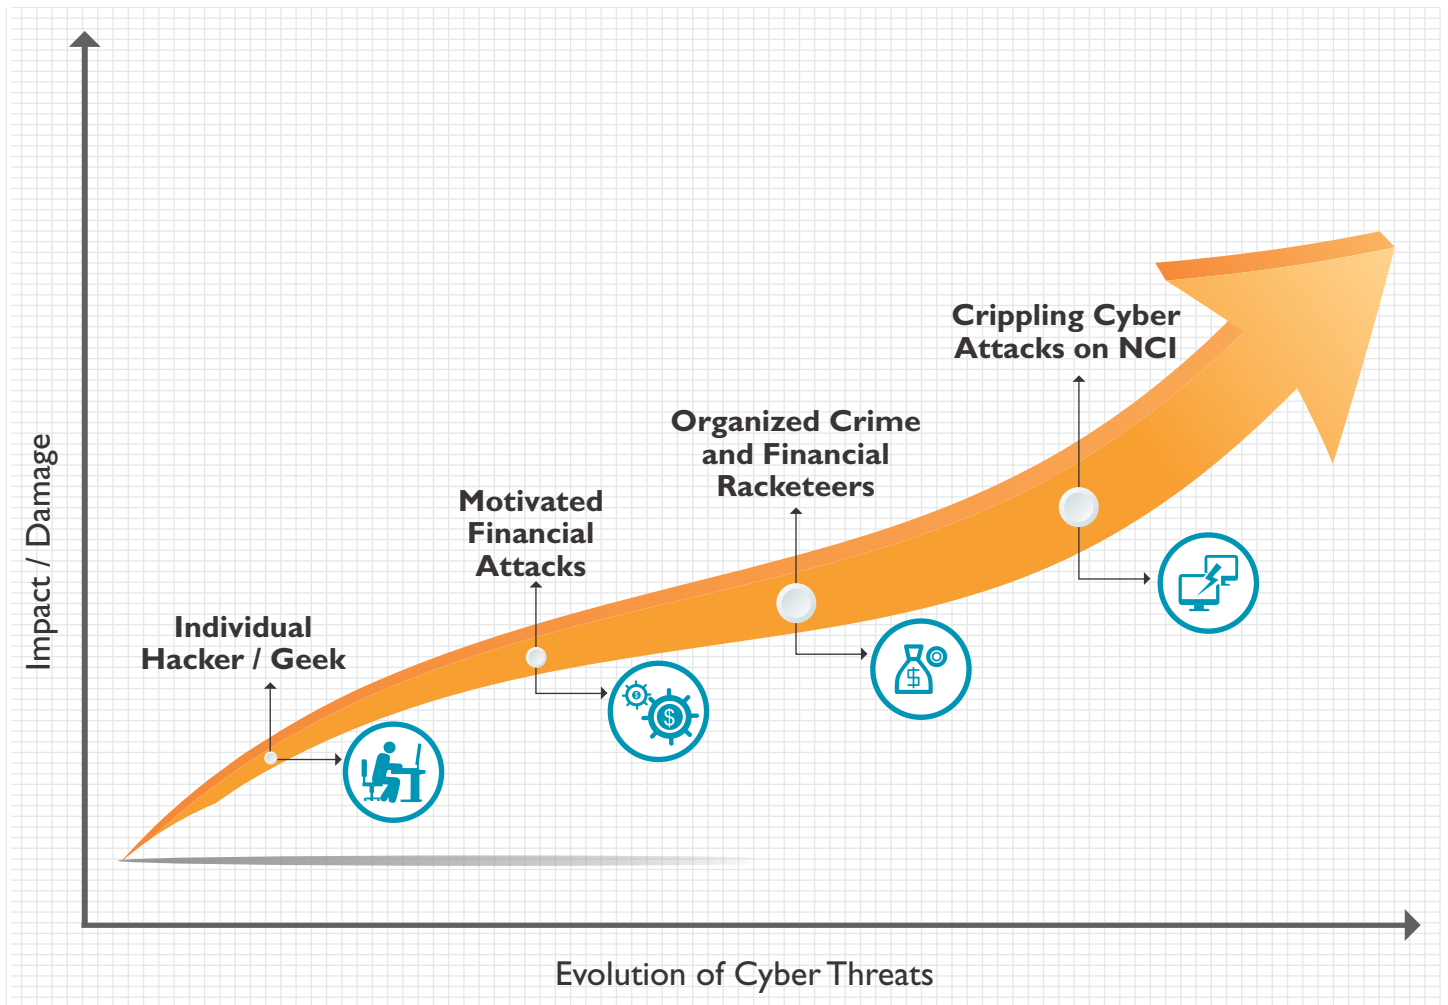 Crippling Cyber
Attacks on NCI
Organized Crime
and Financial
Racketeers
Motivated
Financial
Attacks
Individual
Hacker / Geek
Impact / Damage
$
$
$
Evolution of Cyber Threats